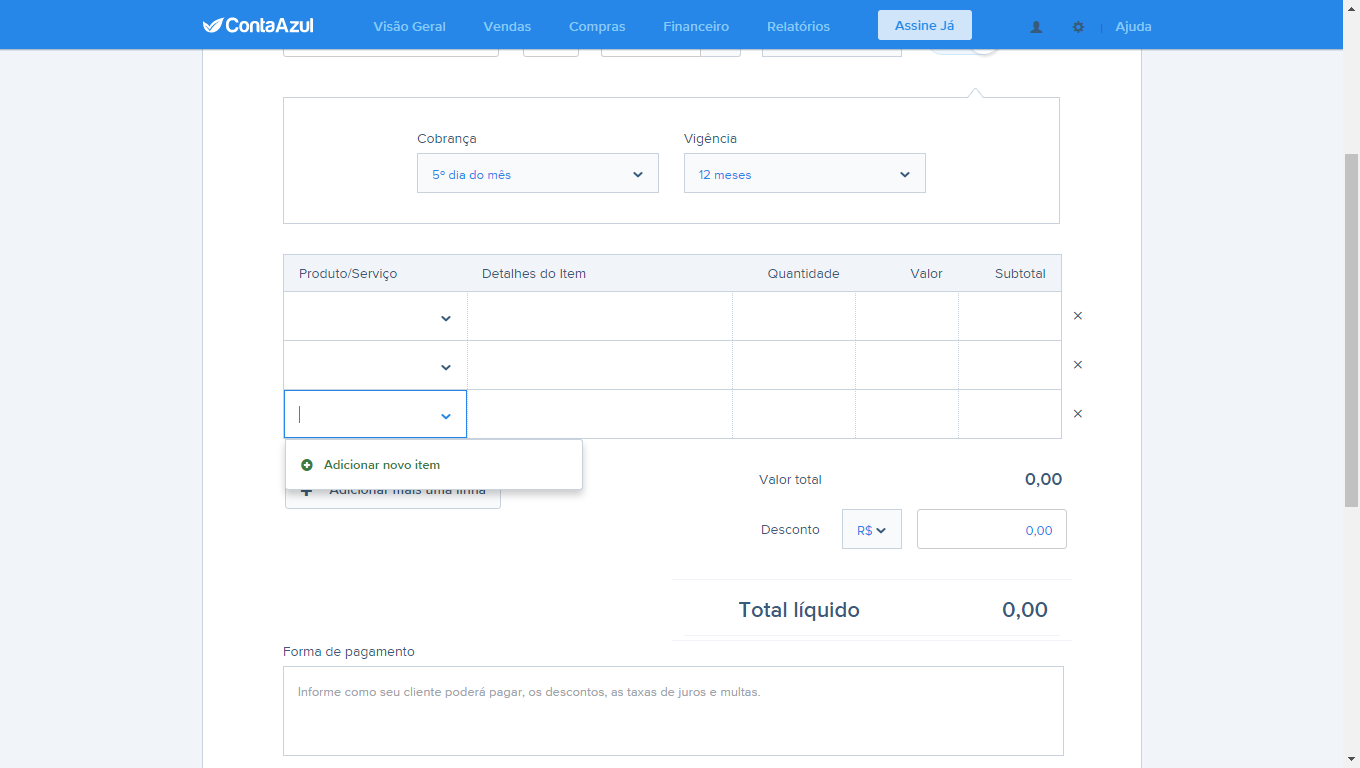 ContaAzul Visão Geral Vendas Compras Financeiro Relatórios Assine Já Ajuda
Cobrança Vigência
5º dia do mês 12 meses
Produto/Serviço Detalhes do Item Quantidade Valor Subtotal
Adicionar novo item
Adicionar mais uma linha
Valor total 0,00
Desconto R$ 0,00
Total líquido 0,00
Forma de pagamento
Informe como seu cliente poderá pagar, os descontos, as taxas de juros e multas.